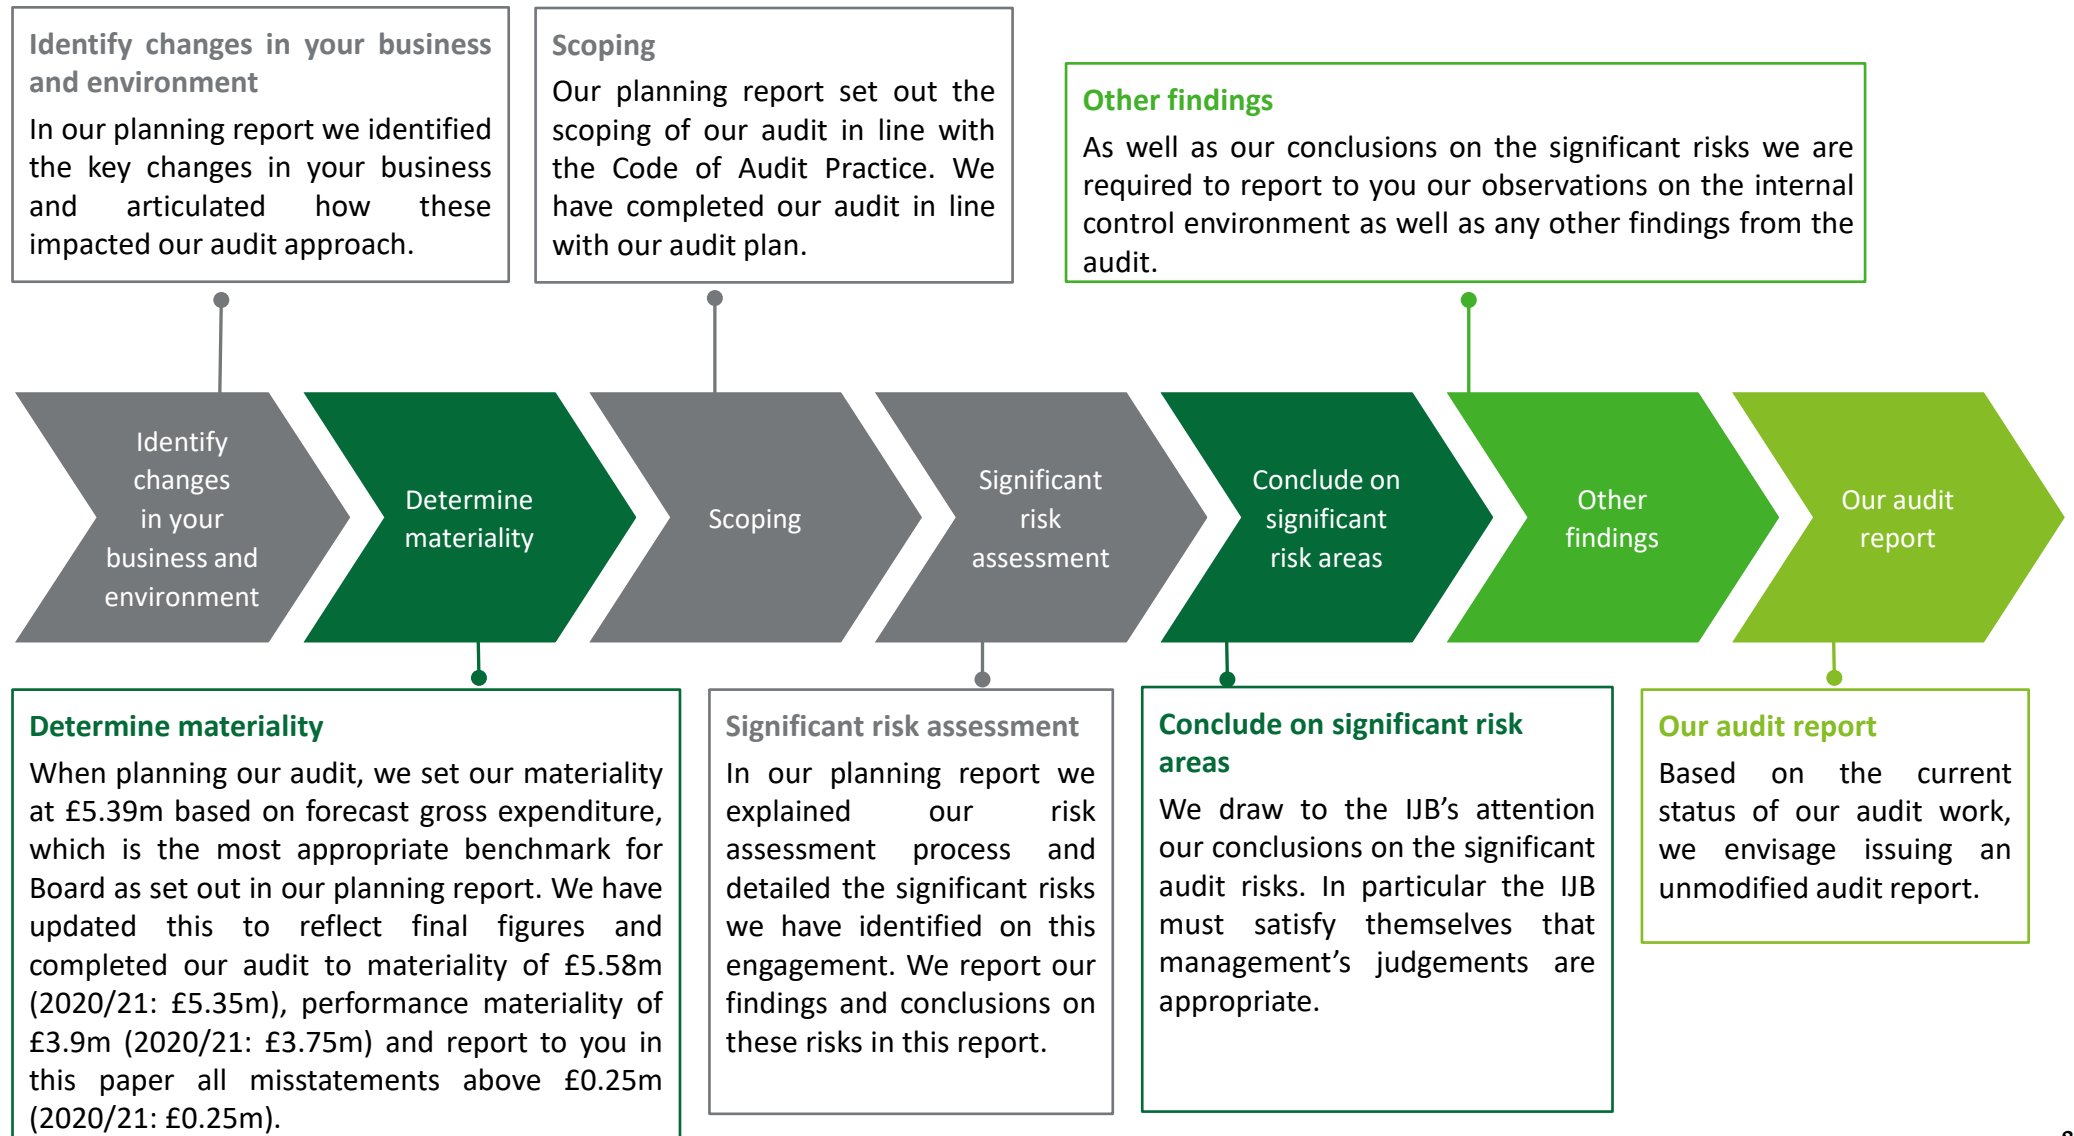 Identify changes in your business
and environment
In our planning report we identified
the key changes in your business
and articulated how these
impacted our audit approach.
Scoping
Our planning report set out the
scoping of our audit in line with
the Code of Audit Practice. We
have completed our audit in line
with our audit plan.
Other findings
As well as our conclusions on the significant risks we are
required to report to you our observations on the internal
control environment as well as any other findings from the
audit.
Identify
changes
in your
business and
environment
Determine
materiality
Scoping
Significant
risk
assessment
Conclude on
significant
risk areas
Other
findings
Our audit
report
Determine materiality
When planning our audit, we set our materiality
at £5.39m based on forecast gross expenditure,
which is the most appropriate benchmark for
Board as set out in our planning report. We have
updated this to reflect final figures and
completed our audit to materiality of £5.58m
(2020/21: £5.35m), performance materiality of
£3.9m (2020/21: £3.75m) and report to you in
this paper all misstatements above £0.25m
(2020/21: £0.25m).
Significant risk assessment
In our planning report we
explained our risk
assessment process and
detailed the significant risks
we have identified on this
engagement. We report our
findings and conclusions on
these risks in this report.
Conclude on significant risk
areas
We draw to the IJB’s attention
our conclusions on the significant
audit risks. In particular the IJB
must satisfy themselves that
management’s judgements are
appropriate.
Our audit report
Based on the current
status of our audit work,
we envisage issuing an
unmodified audit report.